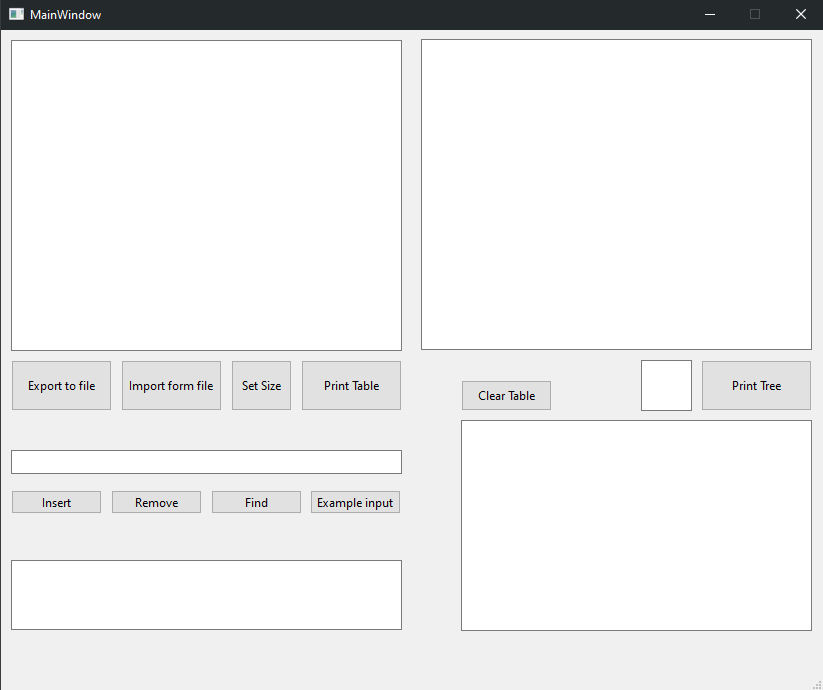 MainWindow
Export to file
Import form file
Set Size
Print Table
Clear Table
Print Tree
Insert
Remove
Find
Example input